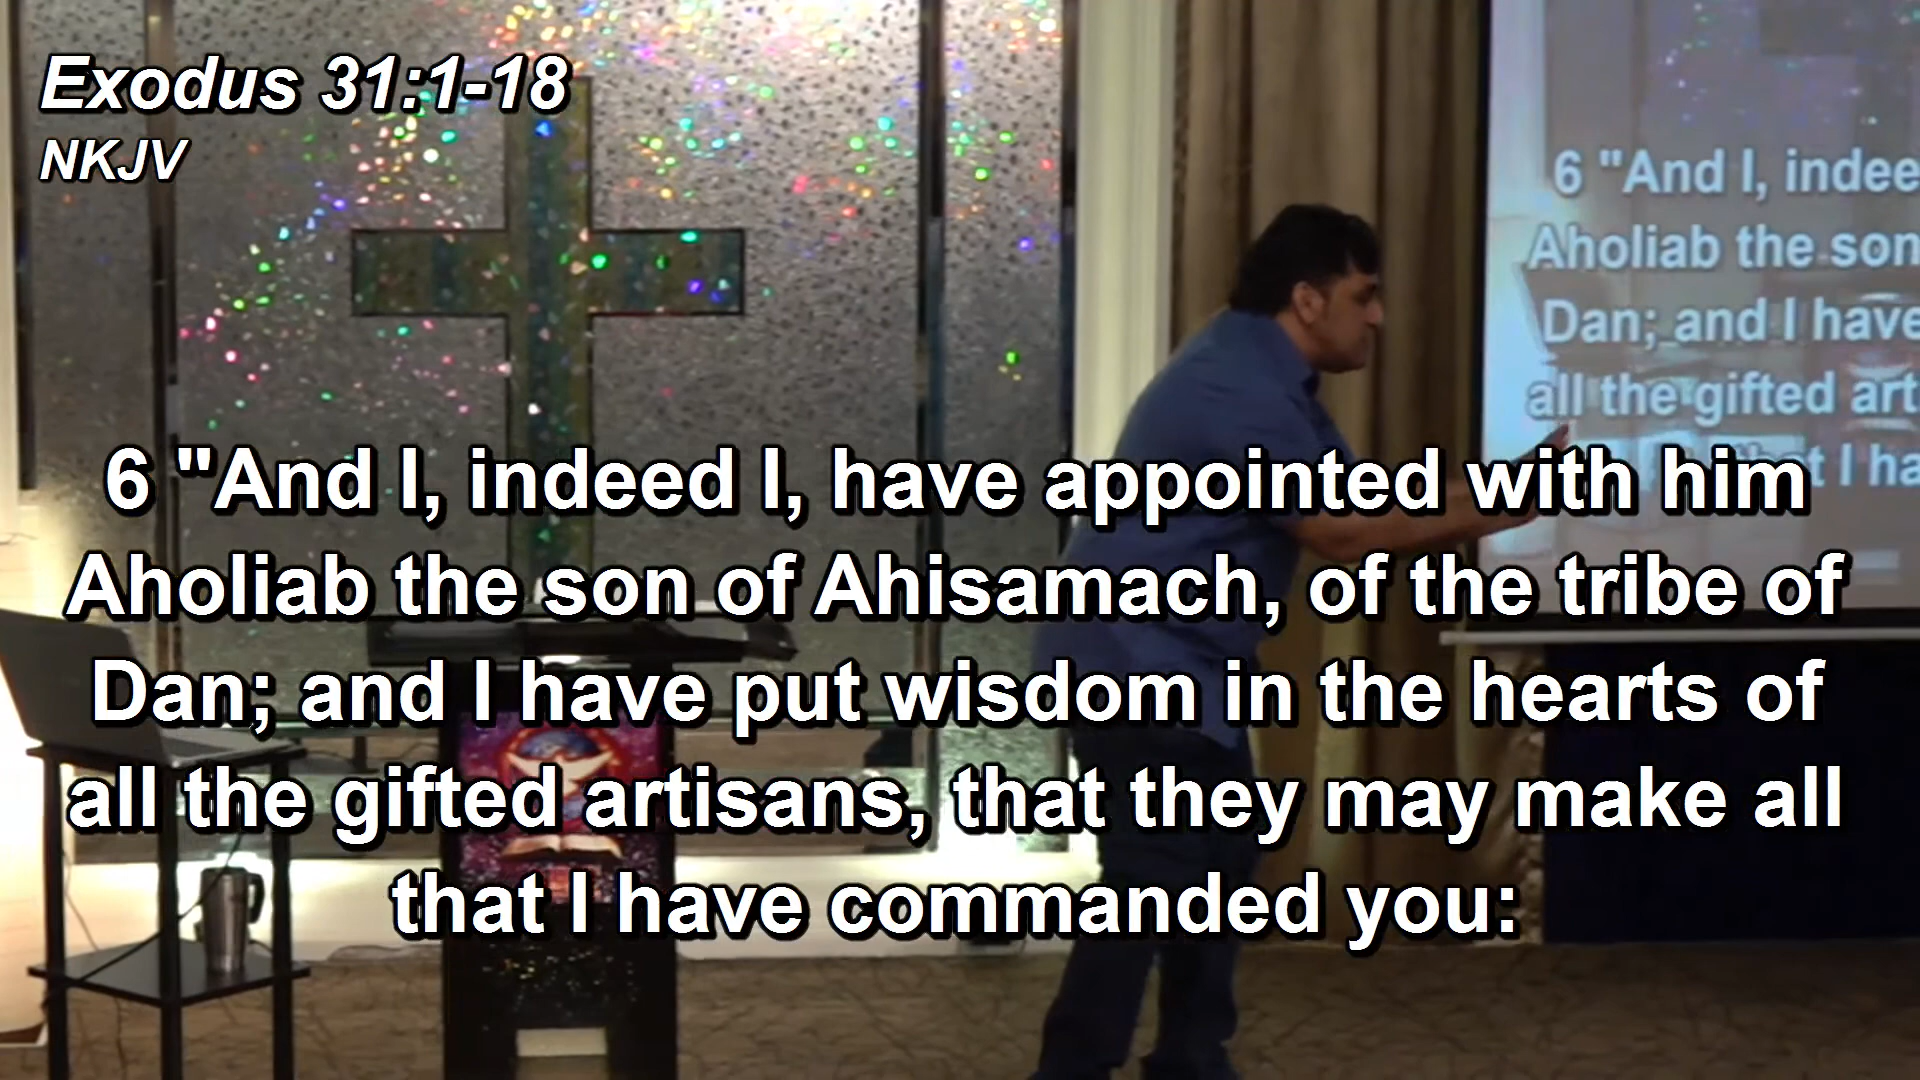 Exodus 31:1-18
NKJV
6 "And I, indee
Aholiab the son
Dan; and I have
all the gifted art
t I ha
6 "And I, indeed I, have appointed with him
Aholiab the son of Ahisamach, of the tribe of
Dan; and I have put wisdom in the hearts of
all the gifted artisans, that they may make all
that I have commanded you: